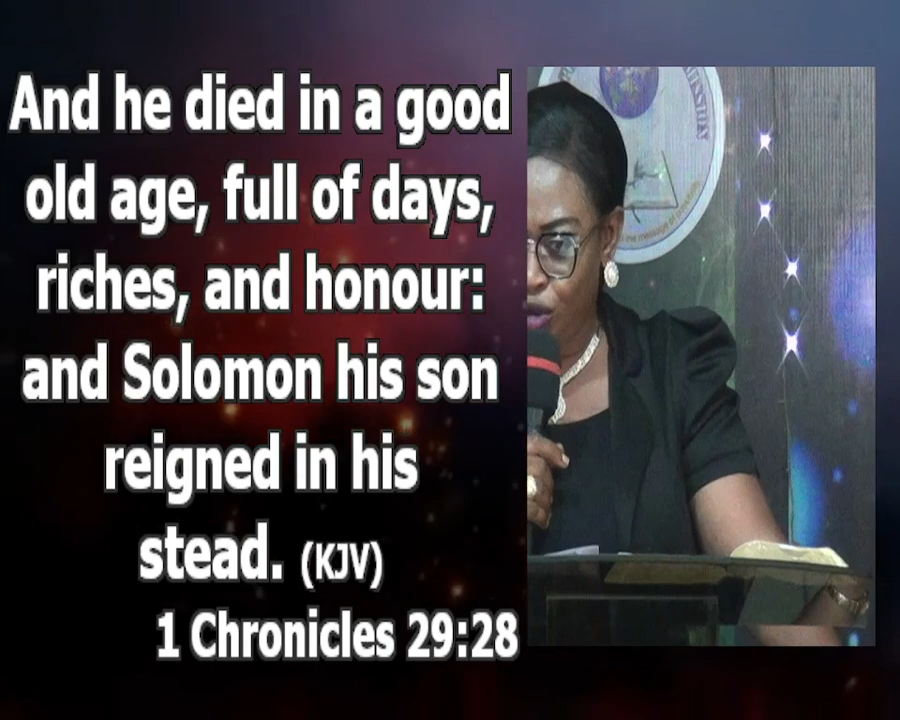 And he died in a good
old age, full of days,
riches, and honour:
and Solomon his son
reigned in his
stead. (KJV)
1 Chronicles 29:28